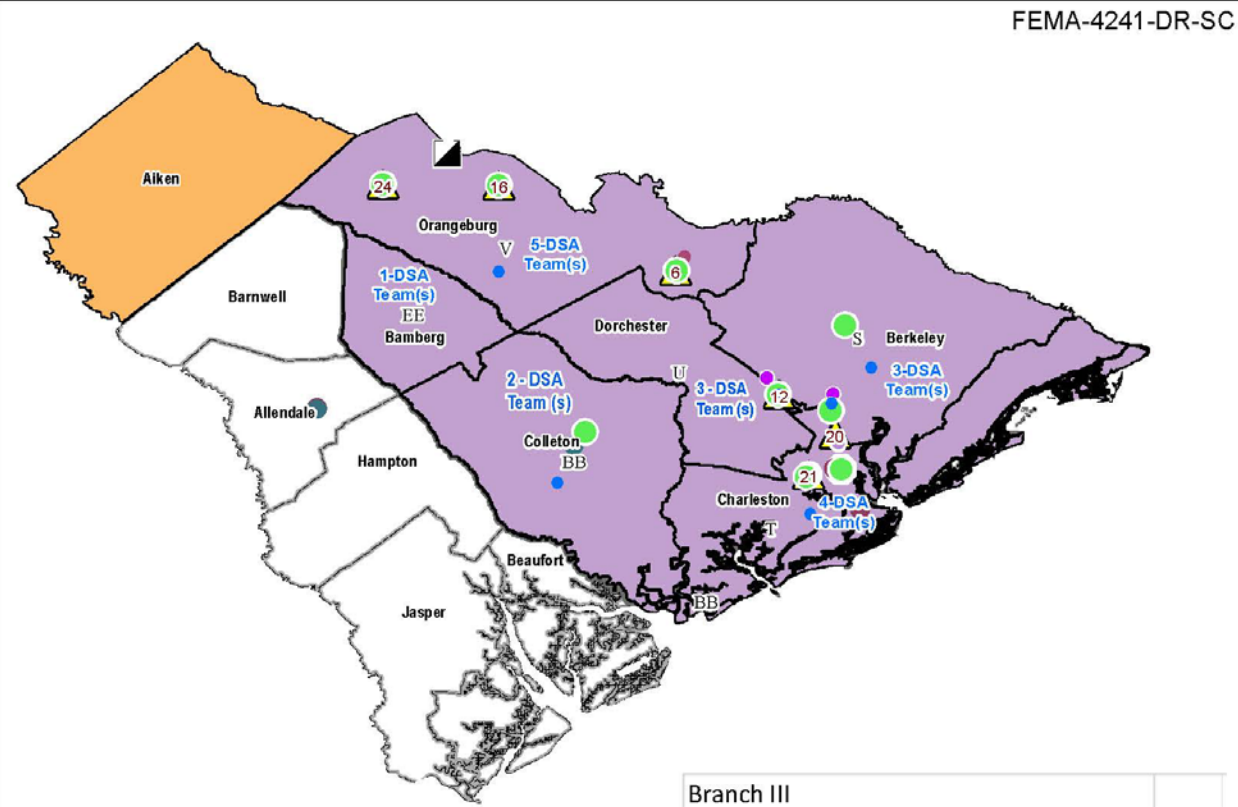 FEMA-4241-DR-SC
Aiken
24
16
Orangeburg
V
5-DSA
Team(s)
6
1-DSA
Team(s)
EE
Bamberg
Barnwell
Dorchester
S
Berkeley
3-DSA
Team(s)
U
2 - DSA
Team (s)
3 - DSA
Team (s)
12
Allendale
Colleton
BB
20
Hampton
21
Charleston
4-DSA
Team(s)
T
Beaufort
BB
Jasper
Branch III